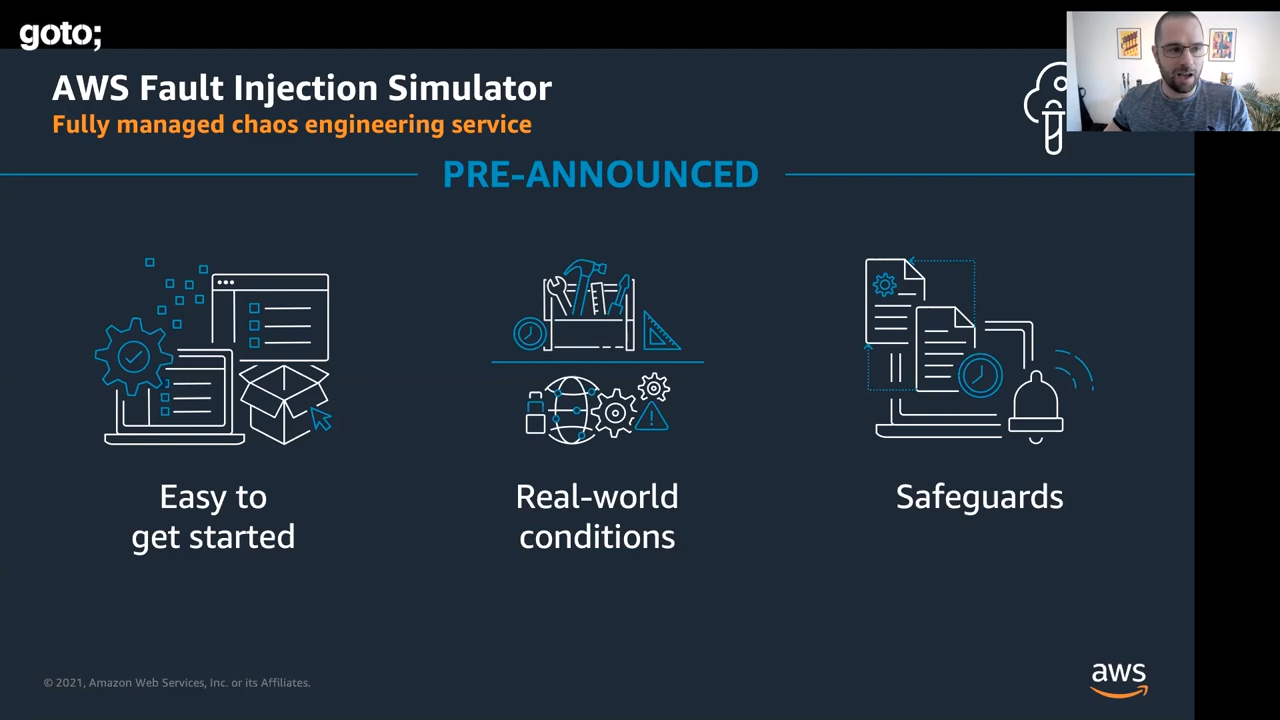 goto;
AWS Fault Injection Simulator
Fully managed chaos engineering service
PRE-ANNOUNCED
Easy to
get started
Real-world
conditions
Safeguards
© 2021, Amazon Web Services, Inc. or its Affiliates.
aws